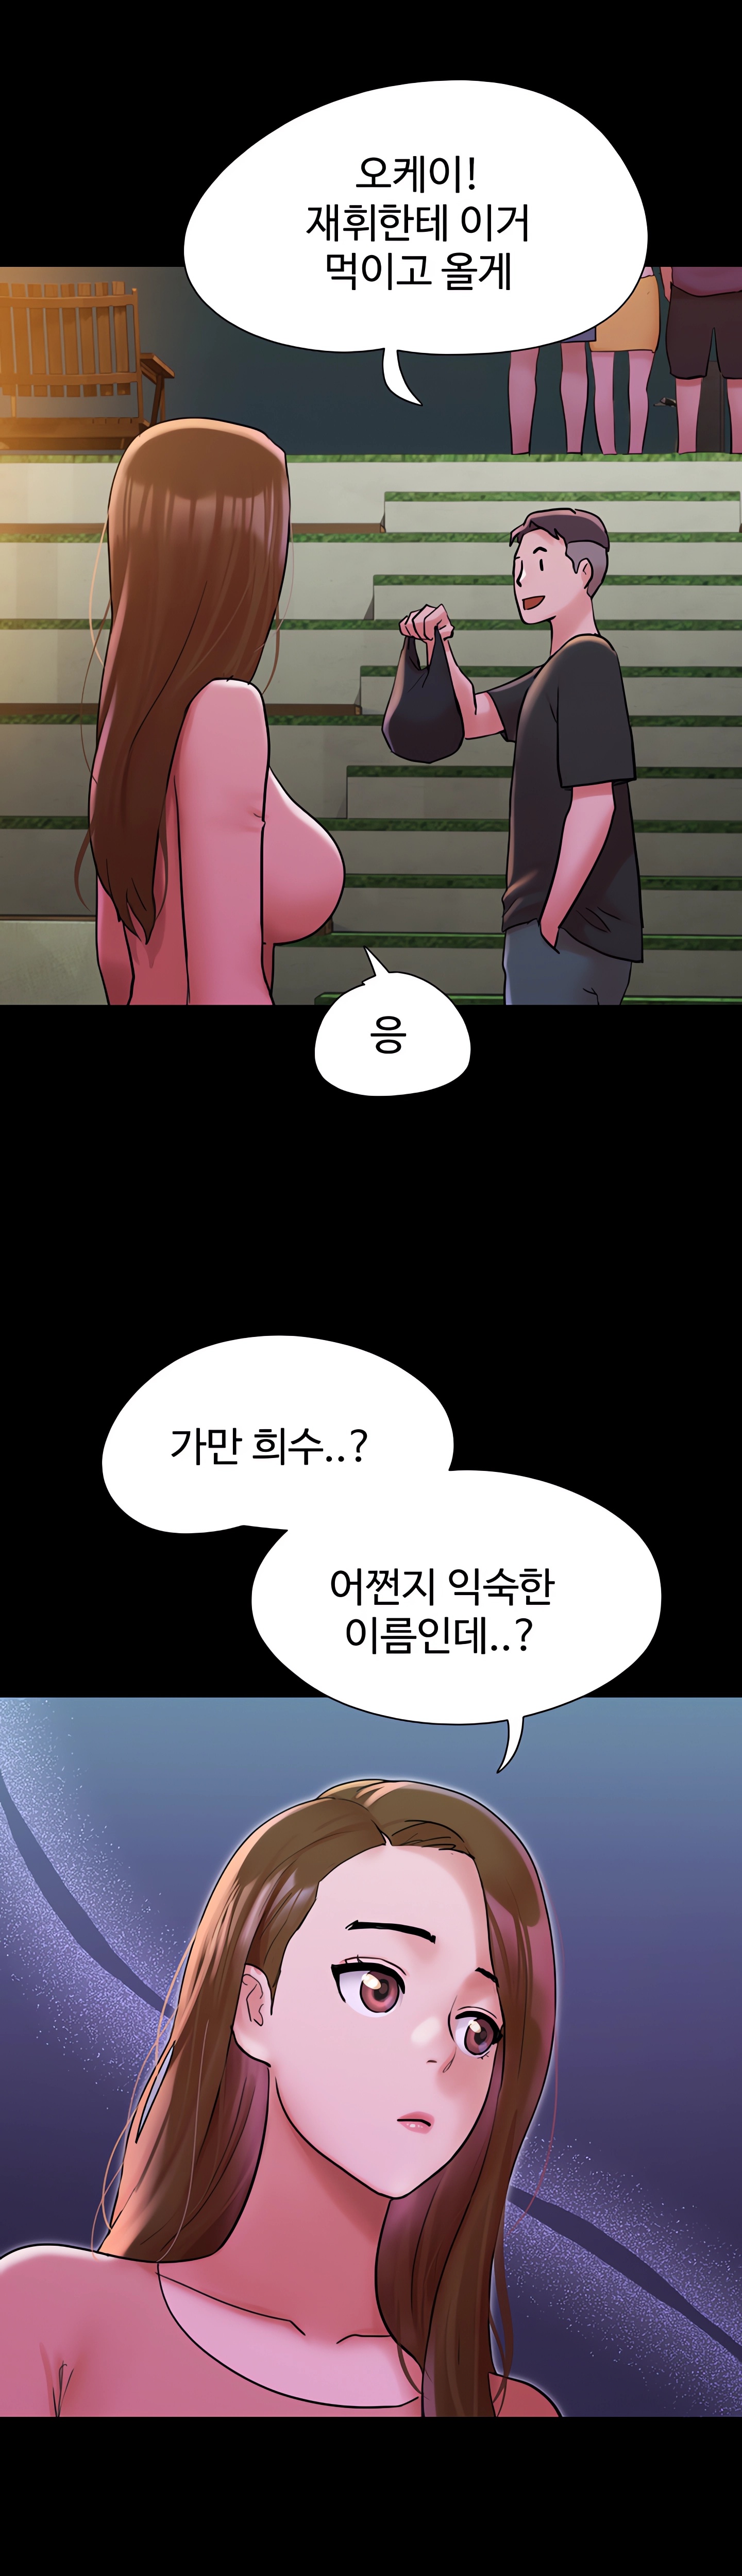 오케이!
재휘한테 이거
먹이고 올게
응
가만 희수..?
어쩐지 익숙한
이름인데..?